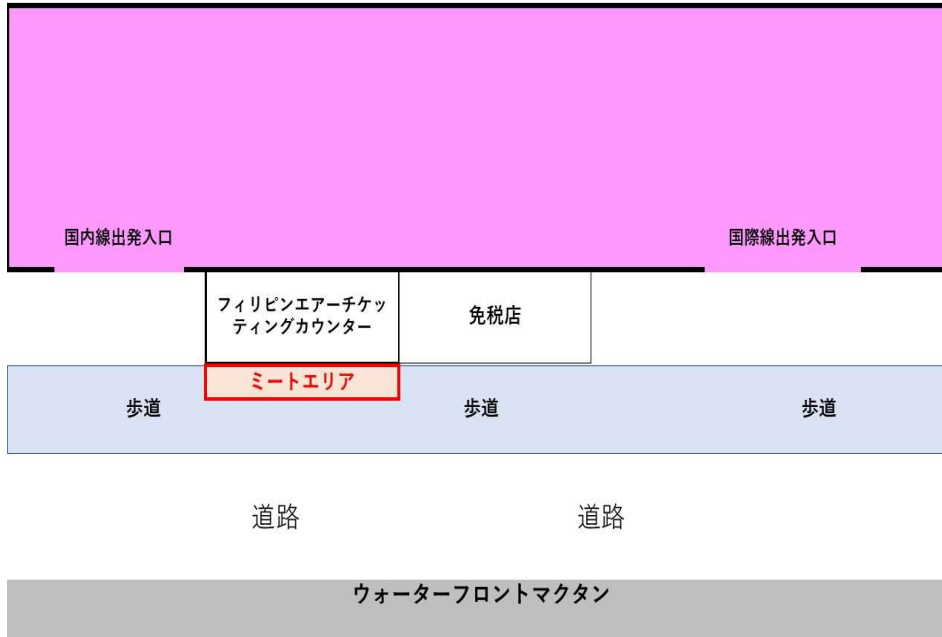 国内線出発入口
国際線出発入口
フィリピンエアーチケッ
ティングカウンター
免税店
ミートエリア
歩道
歩道
歩道
道路
道路
ウォーターフロントマクタン